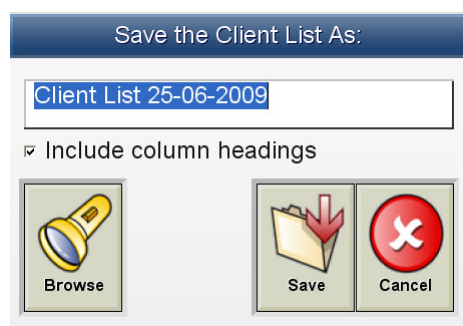 Save the Client List As:
Client List 25-06-2009
Include column headings
Browse Save Cancel